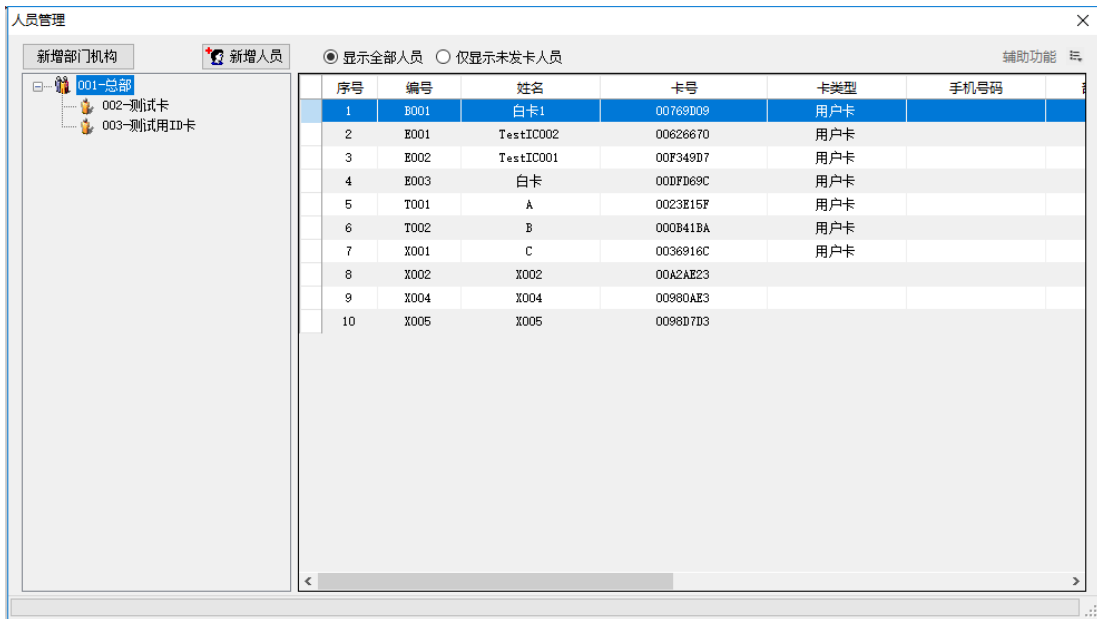 人员管理
新增部门机构 新增人员 显示全部人员 仅显示未发卡人员 辅助功能
001-总部
002-测试卡
003-测试用ID卡
序号 编号 姓名 卡号 卡类型 手机号码
1 B001 白卡1 00769D09 用户卡
2 E001 TestIC002 00626670 用户卡
3 E002 TestIC001 00F349D7 用户卡
4 E003 白卡 00DFD69C 用户卡
5 T001 A 0023E15F 用户卡
6 T002 B 000B41BA 用户卡
7 X001 C 0036916C 用户卡
8 X002 X002 00A2AE23
9 X004 X004 00980AE3
10 X005 X005 0098D7D3